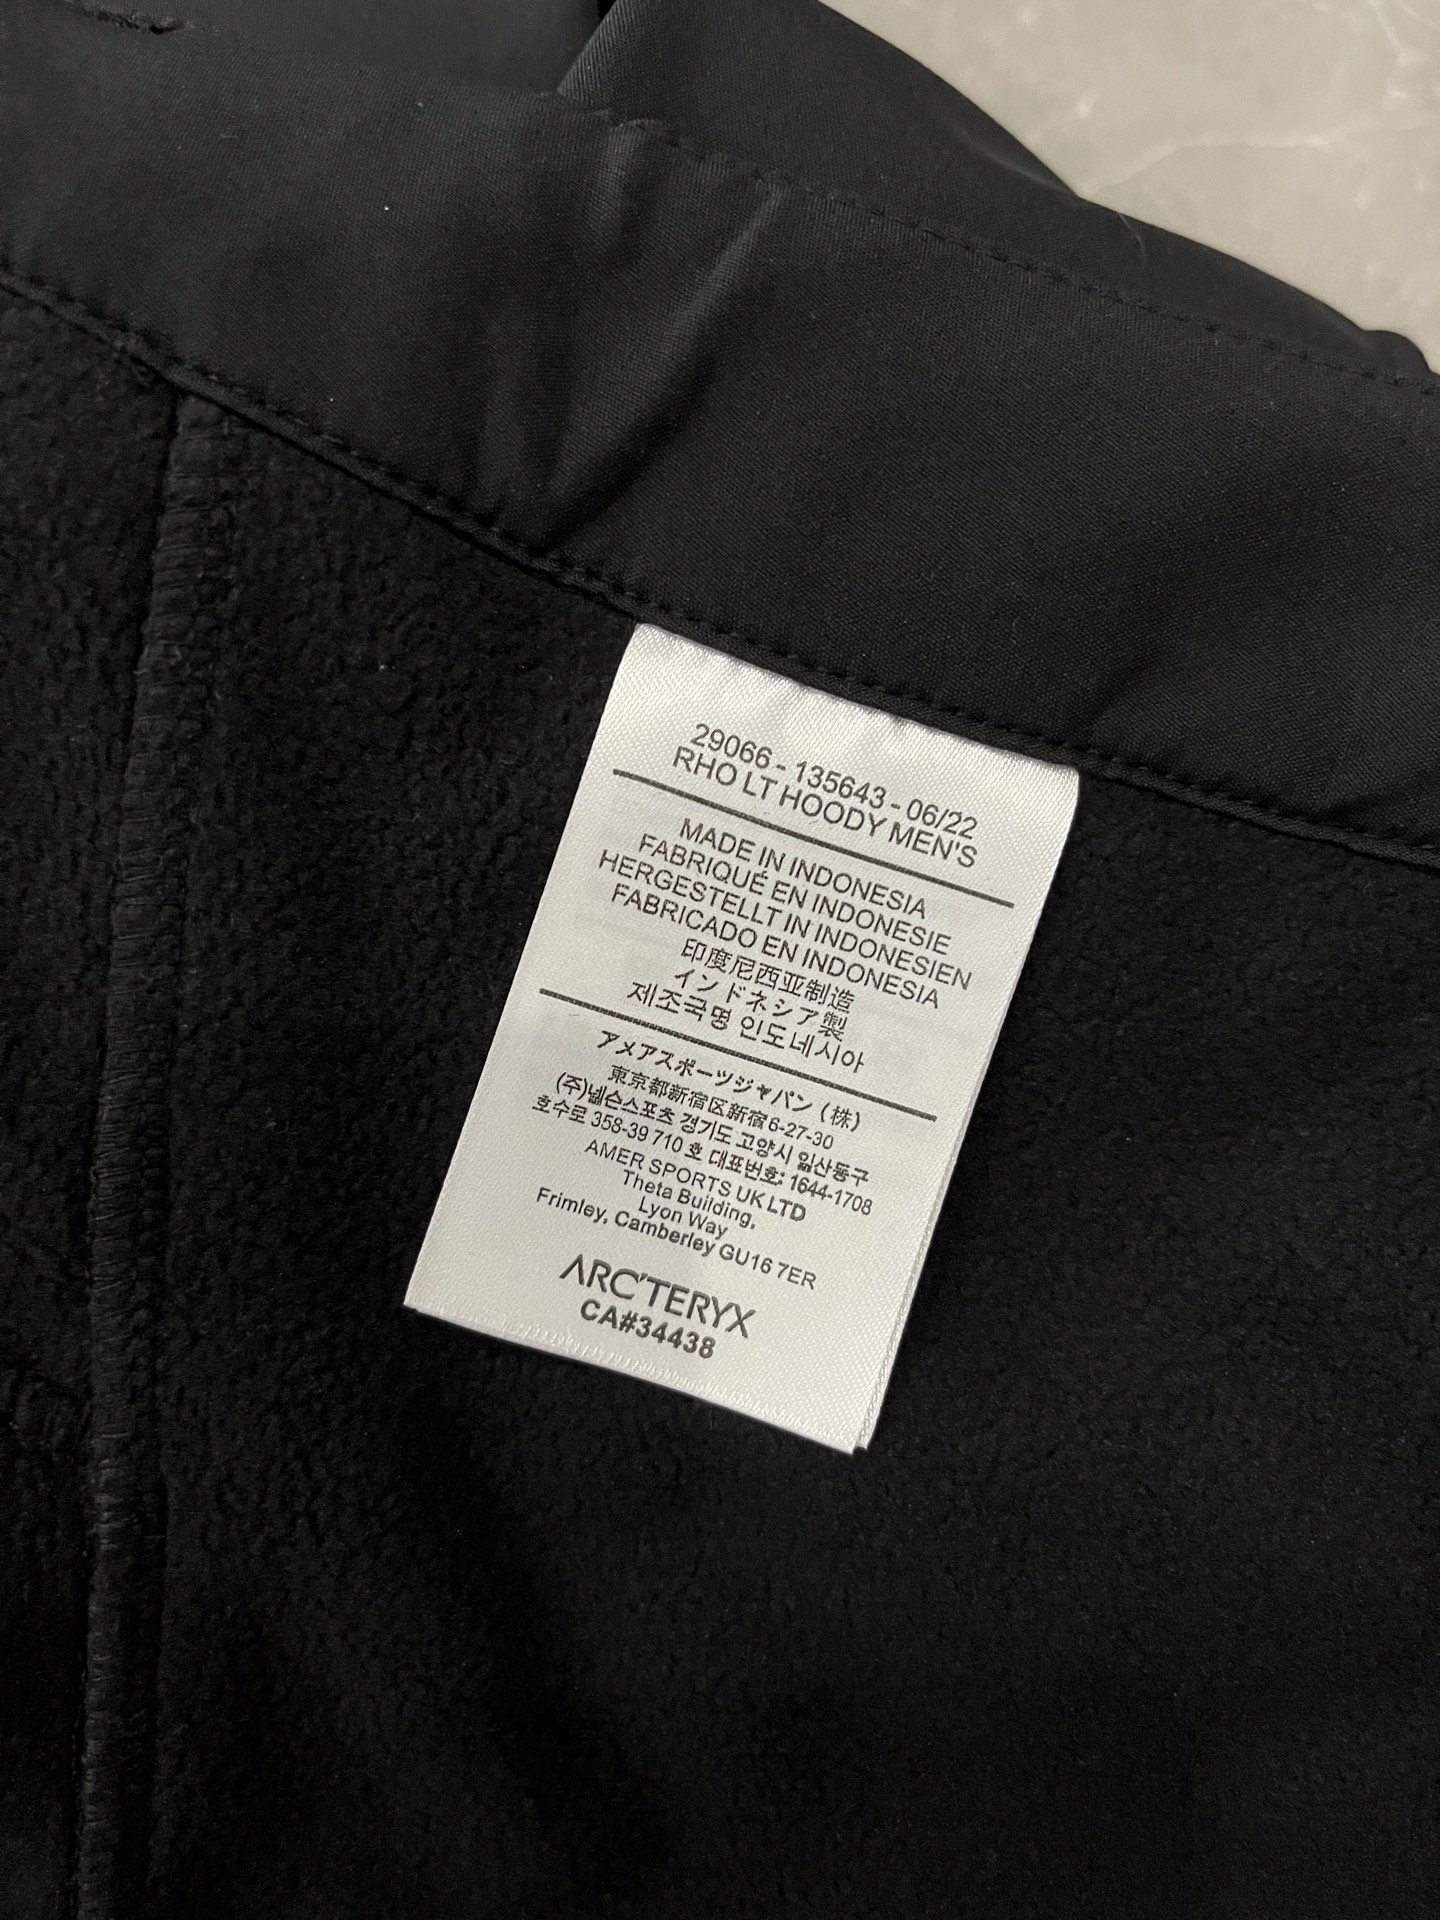 29066 - 135643 - 06/22
RHO LT HOODY MEN'S
MADE IN INDONESIA
FABRIQUÉ EN INDONESIE
HERGESTELLT IN INDONESIEN
FABRICADO EN INDONESIA
印度尼西亚制造
インドネシア製
제조국명 인도네시아
アメアスポーツジャパン (株)
東京都新宿区新宿6-27-30
(주)넬슨스포츠 경기도 고양시 일산동구
호수로 358-39 710 호 대표번호: 1644-1708
AMER SPORTS UK LTD
Theta Building,
Lyon Way
Frimley, Camberley GU16 7ER
ARC'TERYX
CA#34438